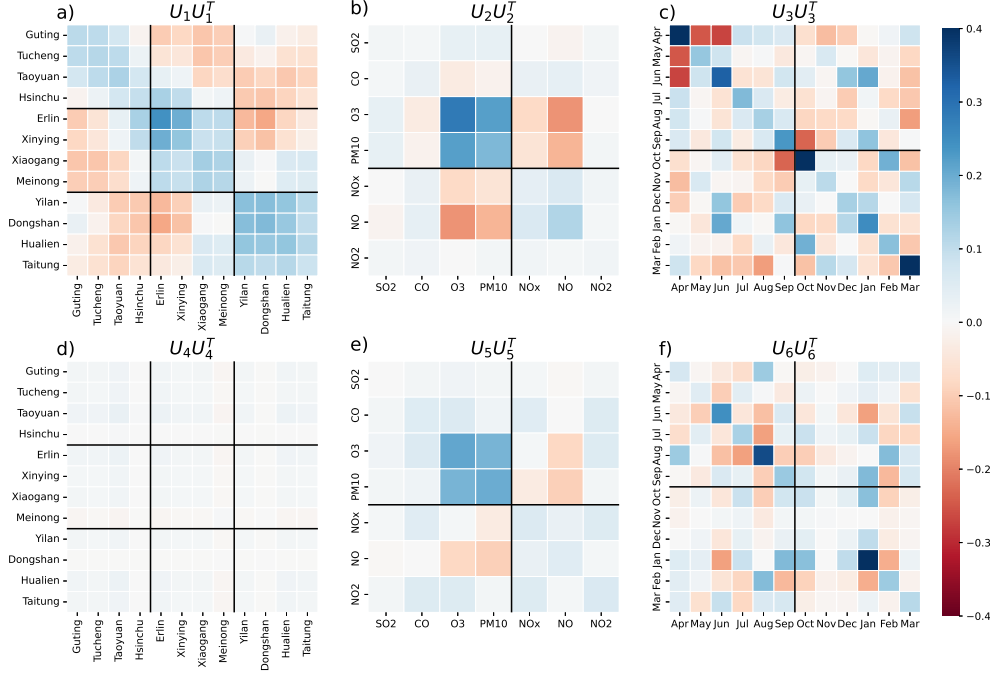 a) U1U1^T
Guting
Tucheng
Taoyuan
Hsinchu
Erlin
Xinying
Xiaogang
Meinong
Yilan
Dongshan
Hualien
Taitung
Guting Tucheng Taoyuan Hsinchu Erlin Xinying Xiaogang Meinong Yilan Dongshan Hualien Taitung
b) U2U2^T
SO2
CO
O3
PM10
NOx
NO
NO2
SO2 CO O3 PM10 NOx NO NO2
c) U3U3^T
Apr
May
Jun
Jul
Aug
Sep
Oct
Nov
Dec
Jan
Feb
Mar
Apr May Jun Jul Aug Sep Oct Nov Dec Jan Feb Mar
d) U4U4^T
Guting
Tucheng
Taoyuan
Hsinchu
Erlin
Xinying
Xiaogang
Meinong
Yilan
Dongshan
Hualien
Taitung
Guting Tucheng Taoyuan Hsinchu Erlin Xinying Xiaogang Meinong Yilan Dongshan Hualien Taitung
e) U5U5^T
SO2
CO
O3
PM10
NOx
NO
NO2
SO2 CO O3 PM10 NOx NO NO2
f) U6U6^T
Apr
May
Jun
Jul
Aug
Sep
Oct
Nov
Dec
Jan
Feb
Mar
Apr May Jun Jul Aug Sep Oct Nov Dec Jan Feb Mar
0.4
0.3
0.2
0.1
0.0
−0.1
−0.2
−0.3
−0.4